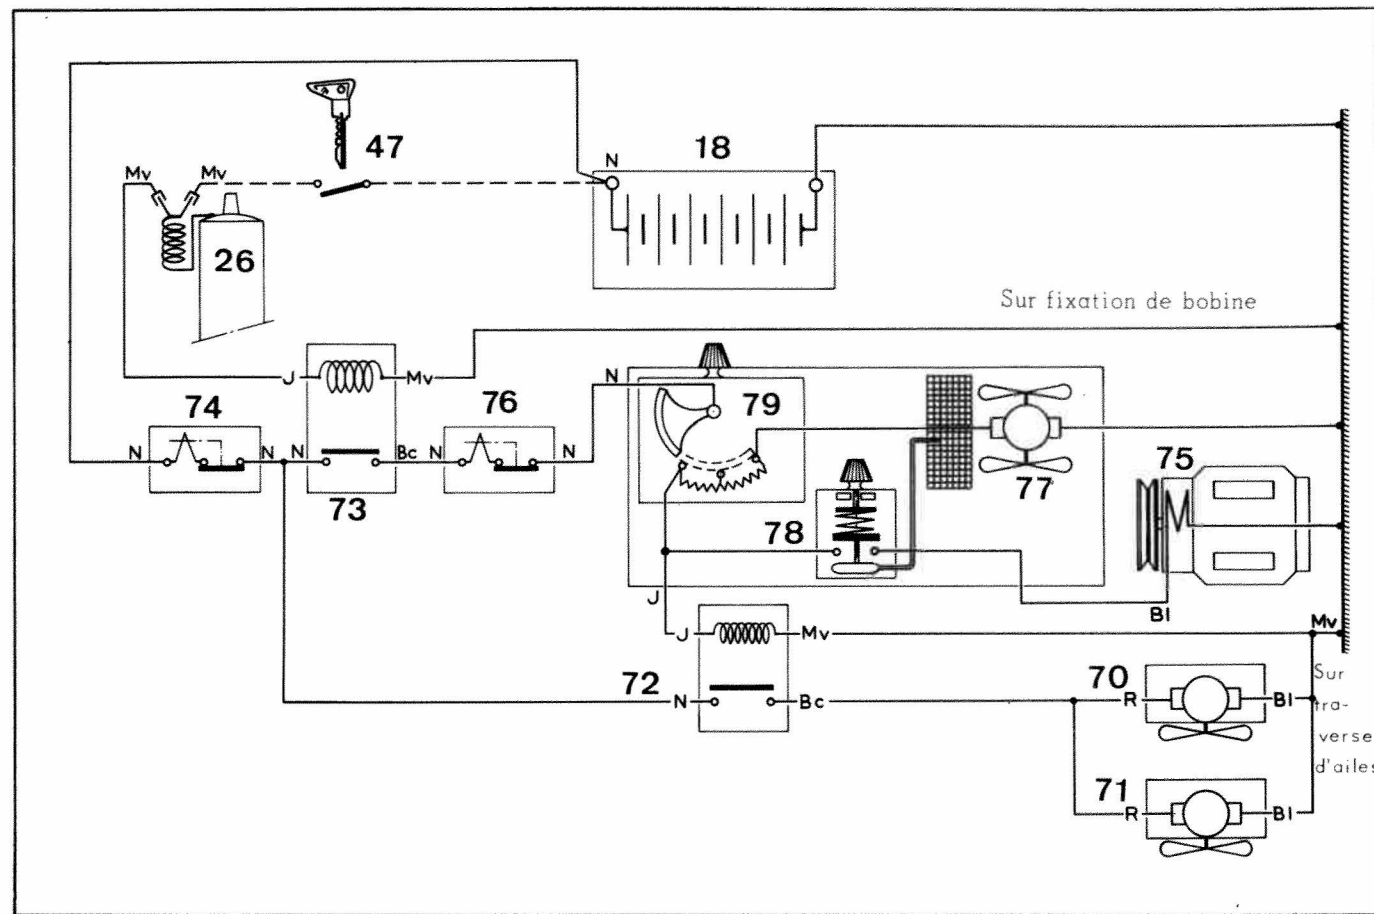 47
18
N
Mv
Mv
26
Sur fixation de bobine
J
Mv
N
74
76
79
77
75
N
N
N
Bc
N
N
73
78
J
Bl
J
Mv
Mv
72
N
Bc
70
R
Bl
Sur
tra-
verse
d'ailes
71
R
Bl